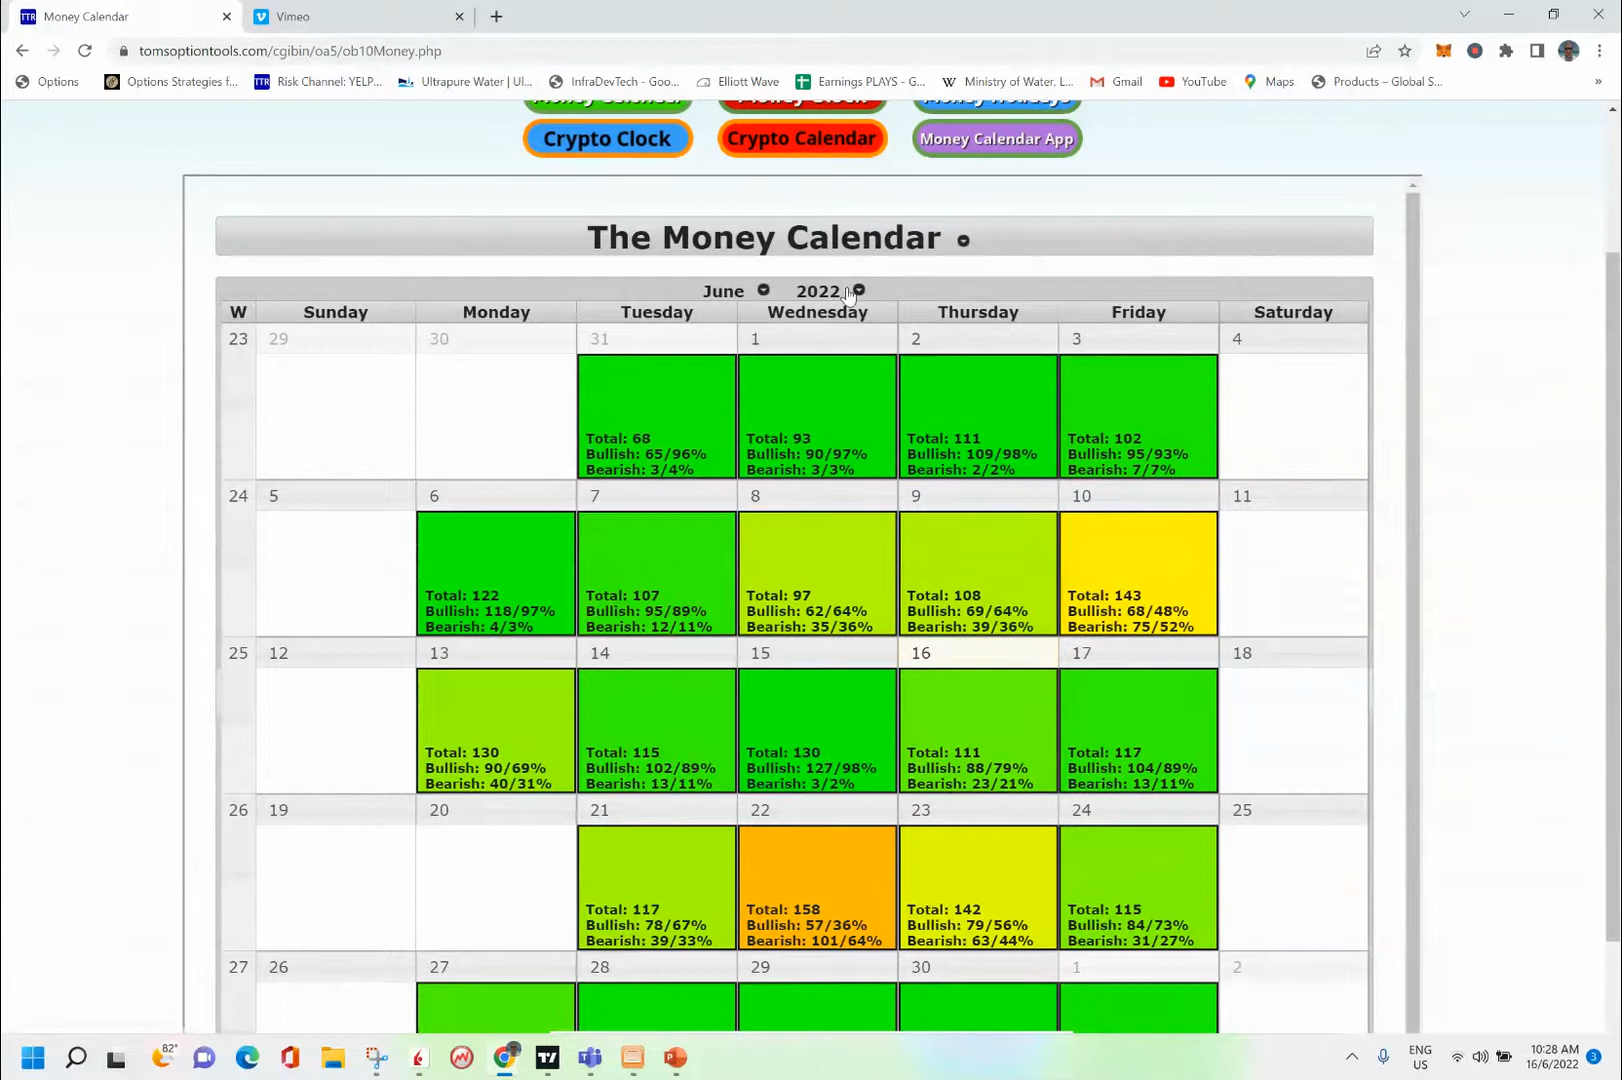 Money Calendar
Vimeo
tomsoptiontools.com/cgibin/oa5/ob10Money.php
Options
Options Strategies f...
Risk Channel: YELP...
Ultrapure Water | Ul...
InfraDevTech - Goo...
Elliott Wave
Earnings PLAYS - G...
Ministry of Water, L...
Gmail
YouTube
Maps
Products – Global S...
Money Calendar Money Clock Money Holidays
Crypto Clock Crypto Calendar Money Calendar App
The Money Calendar
June 2022
W Sunday Monday Tuesday Wednesday Thursday Friday Saturday
23 29 30 31 1 2 3 4
Total: 68 Total: 93 Total: 111 Total: 102
Bullish: 65/96% Bullish: 90/97% Bullish: 109/98% Bullish: 95/93%
Bearish: 3/4% Bearish: 3/3% Bearish: 2/2% Bearish: 7/7%
24 5 6 7 8 9 10 11
Total: 122 Total: 107 Total: 97 Total: 108 Total: 143
Bullish: 118/97% Bullish: 95/89% Bullish: 62/64% Bullish: 69/64% Bullish: 68/48%
Bearish: 4/3% Bearish: 12/11% Bearish: 35/36% Bearish: 39/36% Bearish: 75/52%
25 12 13 14 15 16 17 18
Total: 130 Total: 115 Total: 130 Total: 111 Total: 117
Bullish: 90/69% Bullish: 102/89% Bullish: 127/98% Bullish: 88/79% Bullish: 104/89%
Bearish: 40/31% Bearish: 13/11% Bearish: 3/2% Bearish: 23/21% Bearish: 13/11%
26 19 20 21 22 23 24 25
Total: 117 Total: 158 Total: 142 Total: 115
Bullish: 78/67% Bullish: 57/36% Bullish: 79/56% Bullish: 84/73%
Bearish: 39/33% Bearish: 101/64% Bearish: 63/44% Bearish: 31/27%
27 26 27 28 29 30 1 2
82°
ENG
US
10:28 AM
16/6/2022
3